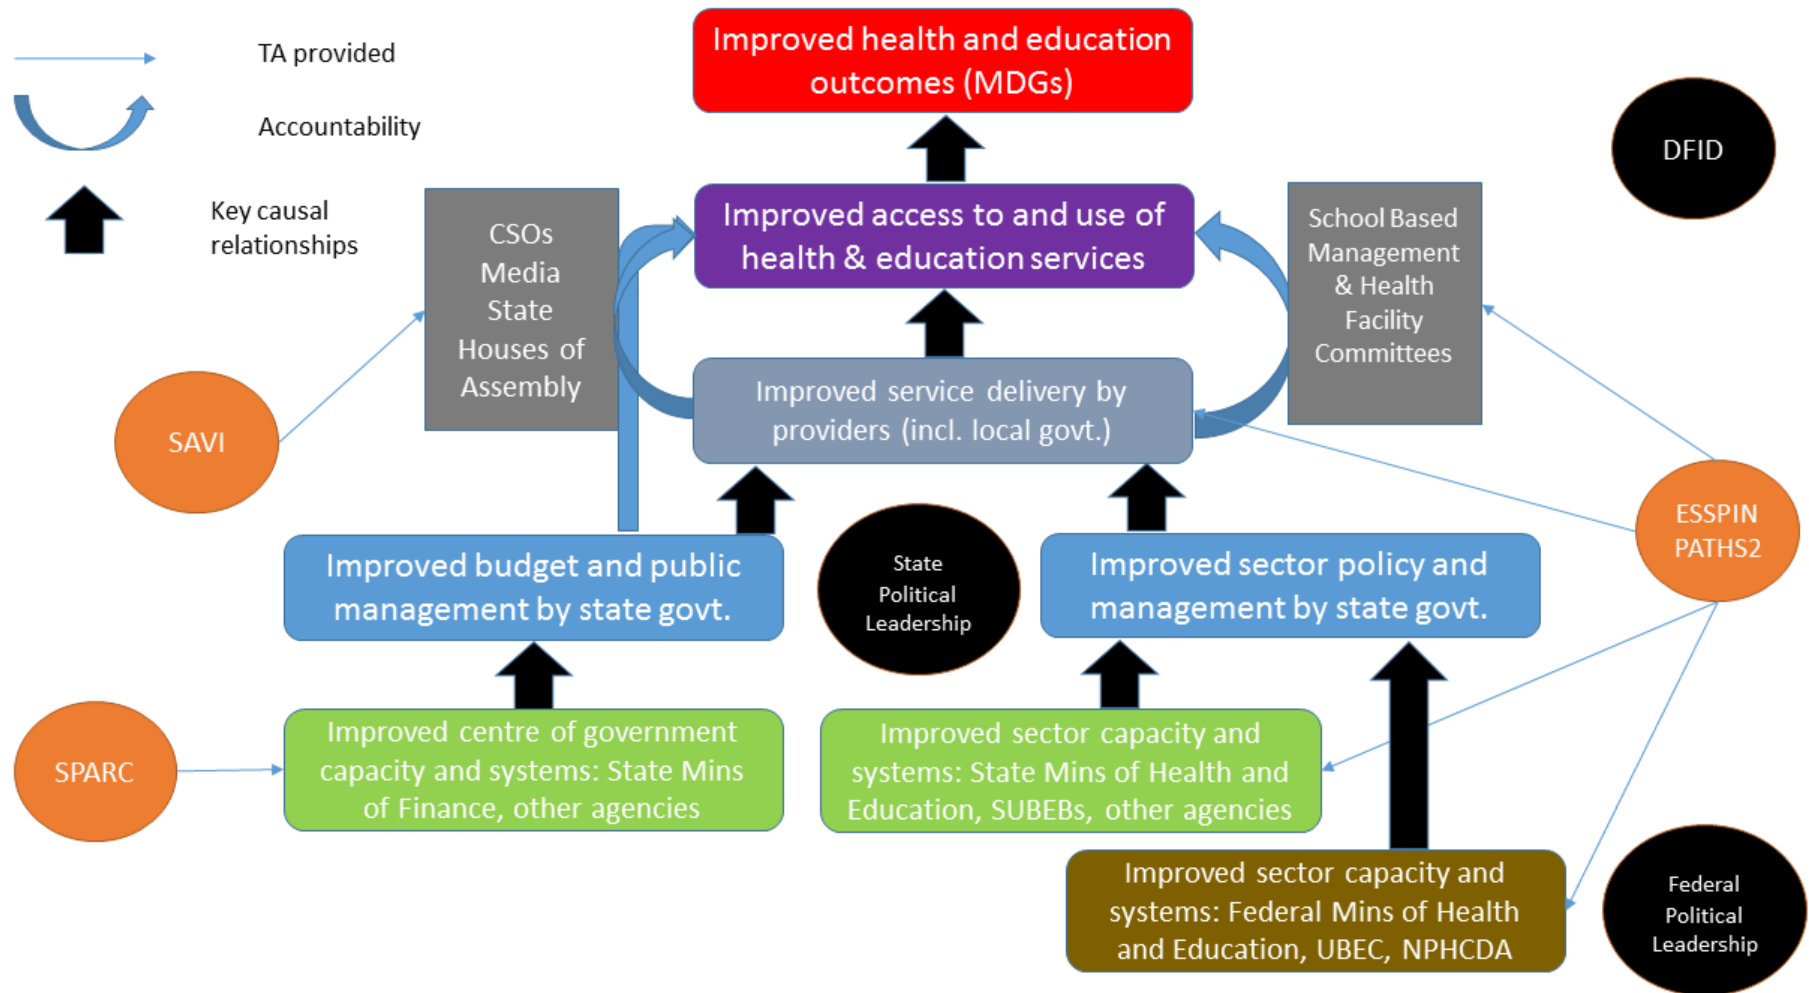 TA provided
Accountability
Key causal
relationships
Improved health and education
outcomes (MDGs)
DFID
CSOs
Media
State
Houses of
Assembly
Improved access to and use of
health & education services
School Based
Management
& Health
Facility
Committees
Improved service delivery by
providers (incl. local govt.)
SAVI
ESSPIN
PATHS2
Improved budget and public
management by state govt.
State
Political
Leadership
Improved sector policy and
management by state govt.
SPARC
Improved centre of government
capacity and systems: State Mins
of Finance, other agencies
Improved sector capacity and
systems: State Mins of Health and
Education, SUBEBs, other agencies
Improved sector capacity and
systems: Federal Mins of Health
and Education, UBEC, NPHCDA
Federal
Political
Leadership